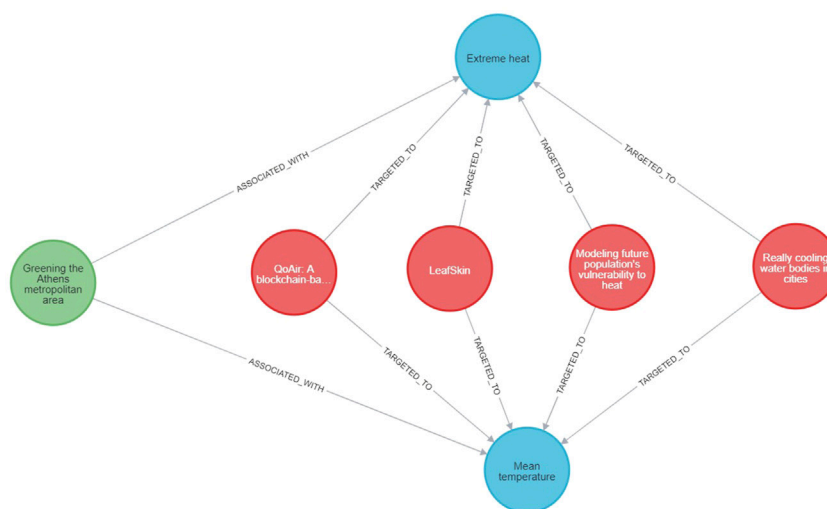 Extreme heat
ASSOCIATED_WITH
TARGETED_TO
TARGETED_TO
TARGETED_TO
TARGETED_TO
Greening the
Athens
metropolitan
area
QoAir: A
blockchain-ba...
LeafSkin
Modeling future
population's
vulnerability to
heat
Really cooling
water bodies in
cities
ASSOCIATED_WITH
TARGETED_TO
TARGETED_TO
TARGETED_TO
TARGETED_TO
Mean
temperature